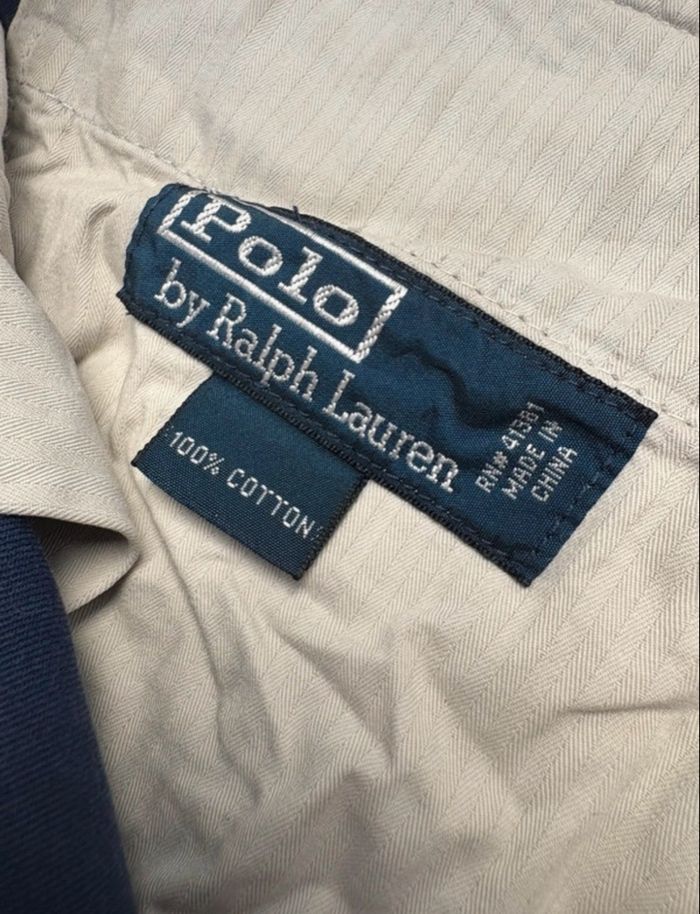 Polo
by Ralph Lauren
RN# 41381
MADE IN
CHINA
100% COTTON